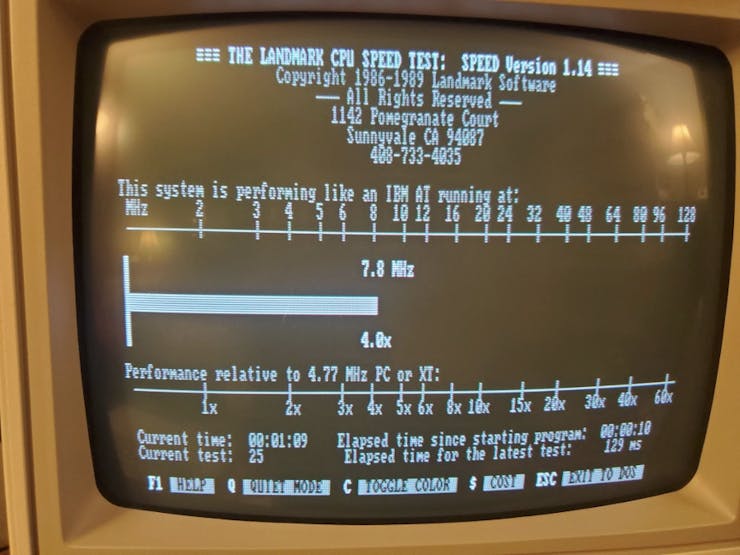 ≡≡≡ THE LANDMARK CPU SPEED TEST: SPEED Version 1.14 ≡≡≡
Copyright 1986-1989 Landmark Software
── All Rights Reserved ──
1142 Pomegranate Court
Sunnyvale CA 94087
408-733-4035
This system is performing like an IBM AT running at:
MHz 2 3 4 5 6 8 10 12 16 20 24 32 40 48 64 80 96 128
7.8 MHz
4.0x
Performance relative to 4.77 MHz PC or XT:
1x 2x 3x 4x 5x 6x 8x 10x 15x 20x 30x 40x 60x
Current time: 00:01:09 Elapsed time since starting program: 00:00:10
Current test: 25 Elapsed time for the latest test: 129 ms
F1 HELP Q QUIET MODE C TOGGLE COLOR $ COST ESC EXIT TO DOS